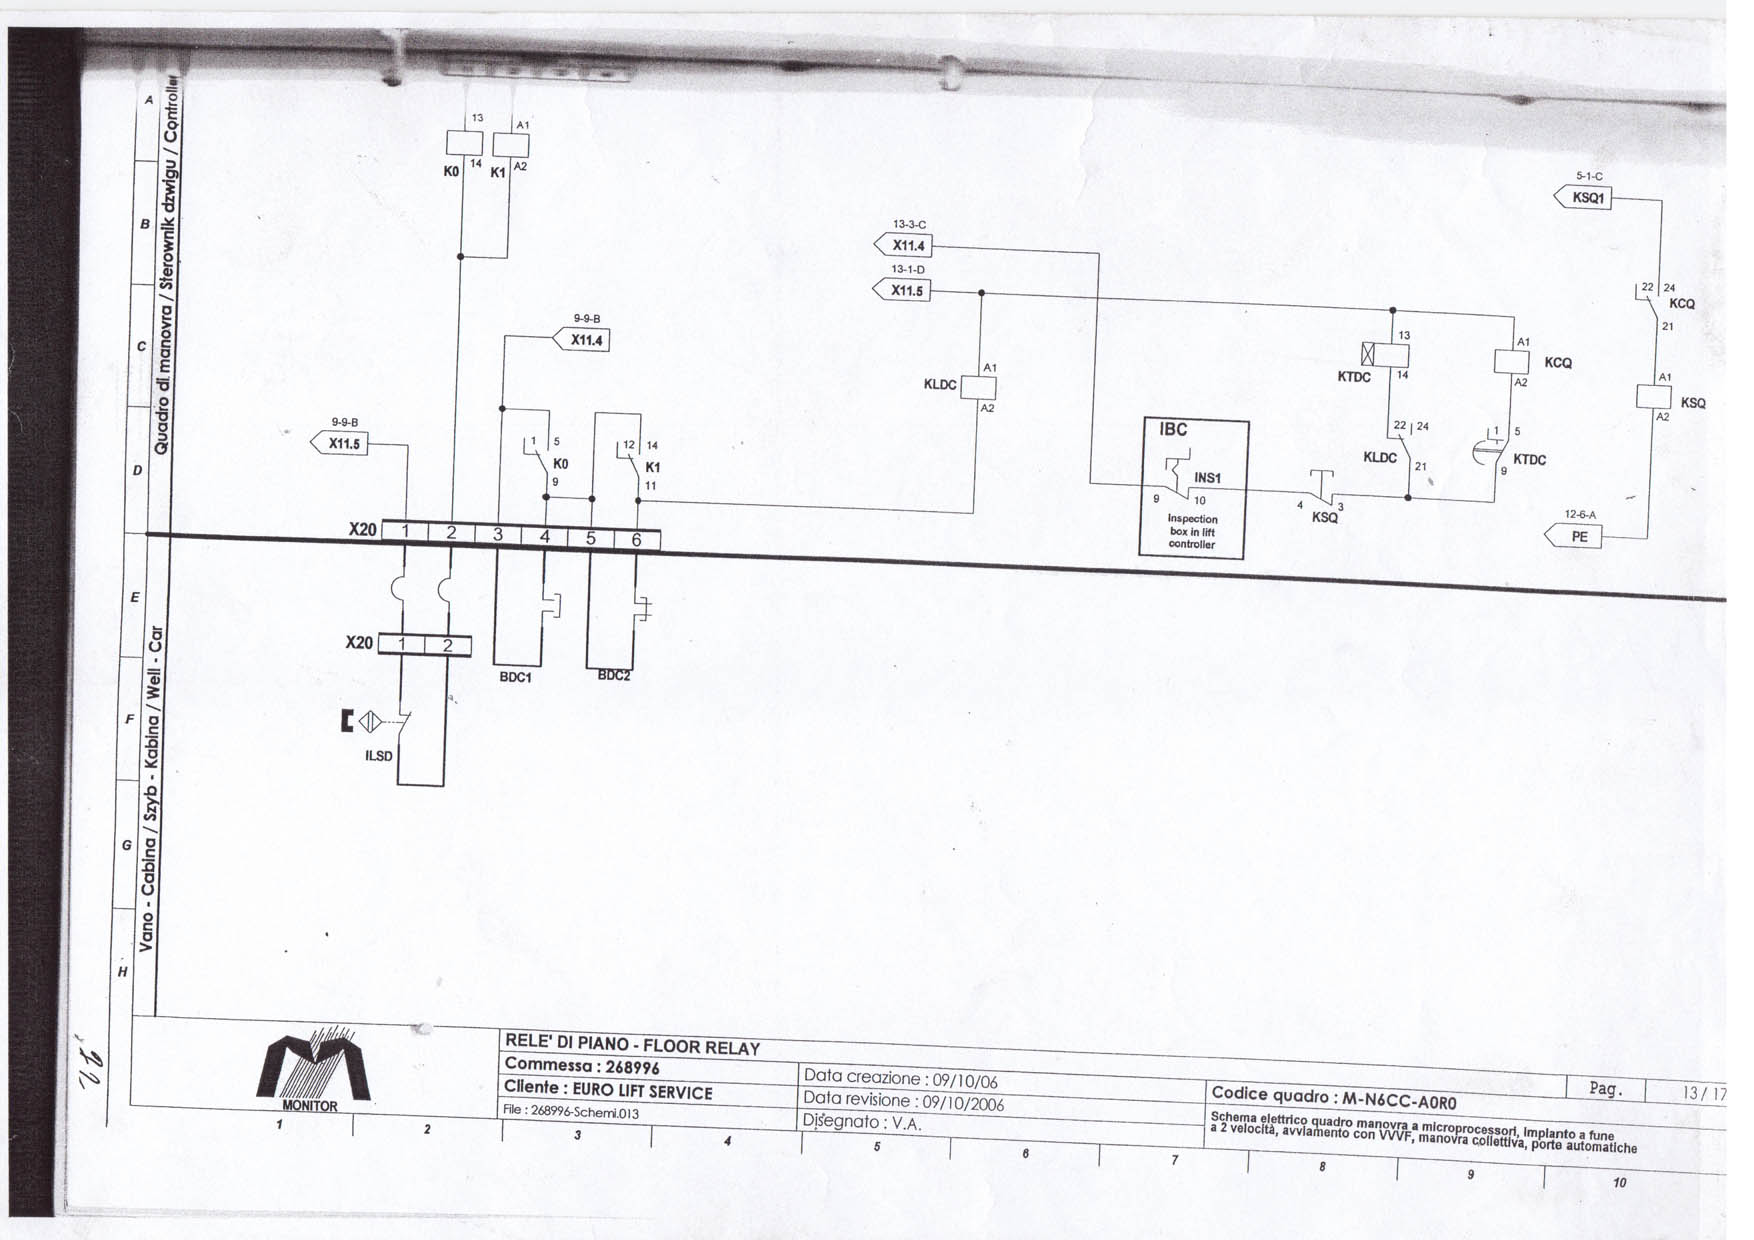 A
B
C
D
E
F
G
H
Quadro di manovra / Sterownik dzwigu / Controller
Vano - Cabina / Szyb - Kabina / Well - Car
13
14
K0
A1
A2
K1
9-9-B
X11.4
9-9-B
X11.5
1
5
K0
9
12
14
K1
11
X20
1
2
3
4
5
6
X20
1
2
BDC1
BDC2
ILSD
13-3-C
X11.4
13-1-D
X11.5
KLDC
A1
A2
IBC
INS1
9
10
Inspection
box in lift
controller
4
3
KSQ
13
KTDC
14
22
24
KLDC
21
A1
KCQ
A2
1
5
KTDC
9
5-1-C
KSQ1
22
24
KCQ
21
A1
KSQ
A2
12-6-A
PE
MONITOR
RELE' DI PIANO - FLOOR RELAY
Commessa : 268996
Cliente : EURO LIFT SERVICE
File : 268996-Schemi.013
Data creazione : 09/10/06
Data revisione : 09/10/2006
Disegnato : V.A.
Codice quadro : M-N6CC-A0R0
Pag.
13 / 17
Schema elettrico quadro manovra a microprocessori, impianto a fune
a 2 velocità, avviamento con VVVF, manovra collettiva, porte automatiche
1
2
3
4
5
6
7
8
9
10